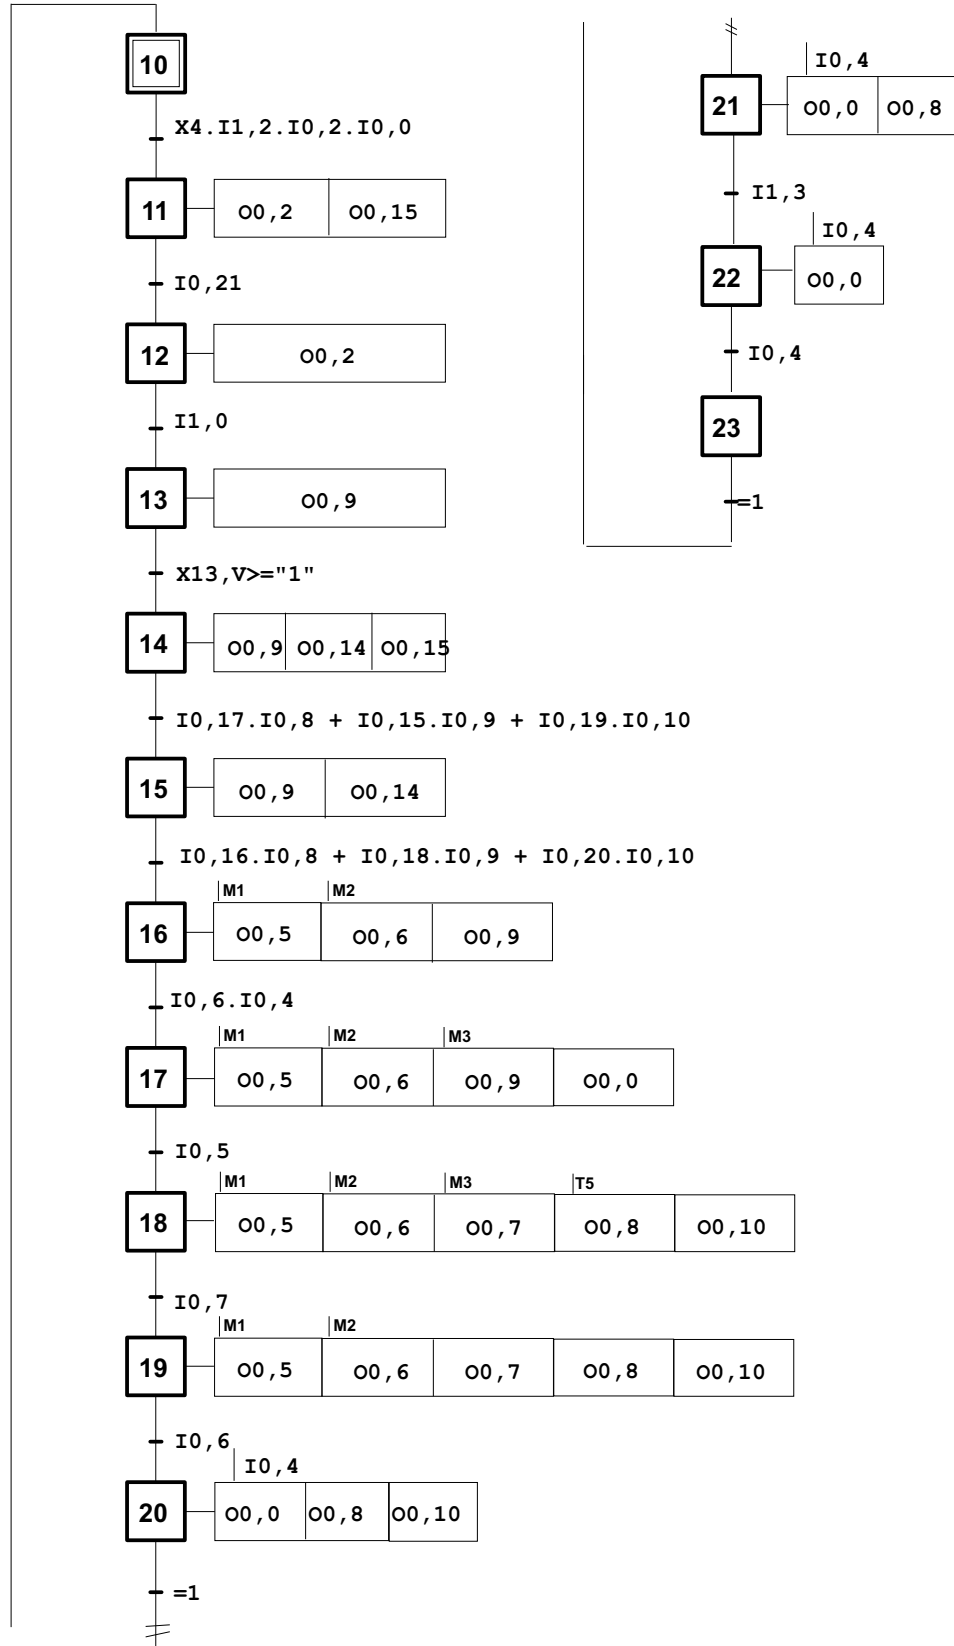 10
X4.I1,2.I0,2.I0,0
11 O0,2 O0,15
I0,21
12 O0,2
I1,0
13 O0,9
X13,V>="1"
14 O0,9 O0,14 O0,15
I0,17.I0,8 + I0,15.I0,9 + I0,19.I0,10
15 O0,9 O0,14
I0,16.I0,8 + I0,18.I0,9 + I0,20.I0,10
M1 M2
16 O0,5 O0,6 O0,9
I0,6.I0,4
M1 M2 M3
17 O0,5 O0,6 O0,9 O0,0
I0,5
M1 M2 M3 T5
18 O0,5 O0,6 O0,7 O0,8 O0,10
I0,7
M1 M2
19 O0,5 O0,6 O0,7 O0,8 O0,10
I0,6
I0,4
20 O0,0 O0,8 O0,10
=1
I0,4
21 O0,0 O0,8
I1,3
I0,4
22 O0,0
I0,4
23
=1